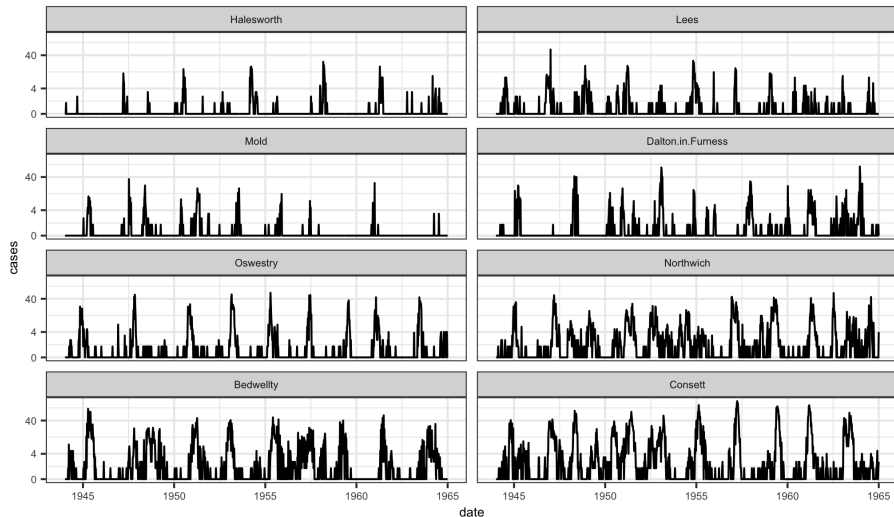 Halesworth
Lees
40
4
0
Mold
Dalton.in.Furness
40
4
0
cases
Oswestry
Northwich
40
4
0
Bedwellty
Consett
40
4
0
1945 1950 1955 1960 1965 1945 1950 1955 1960 1965
date